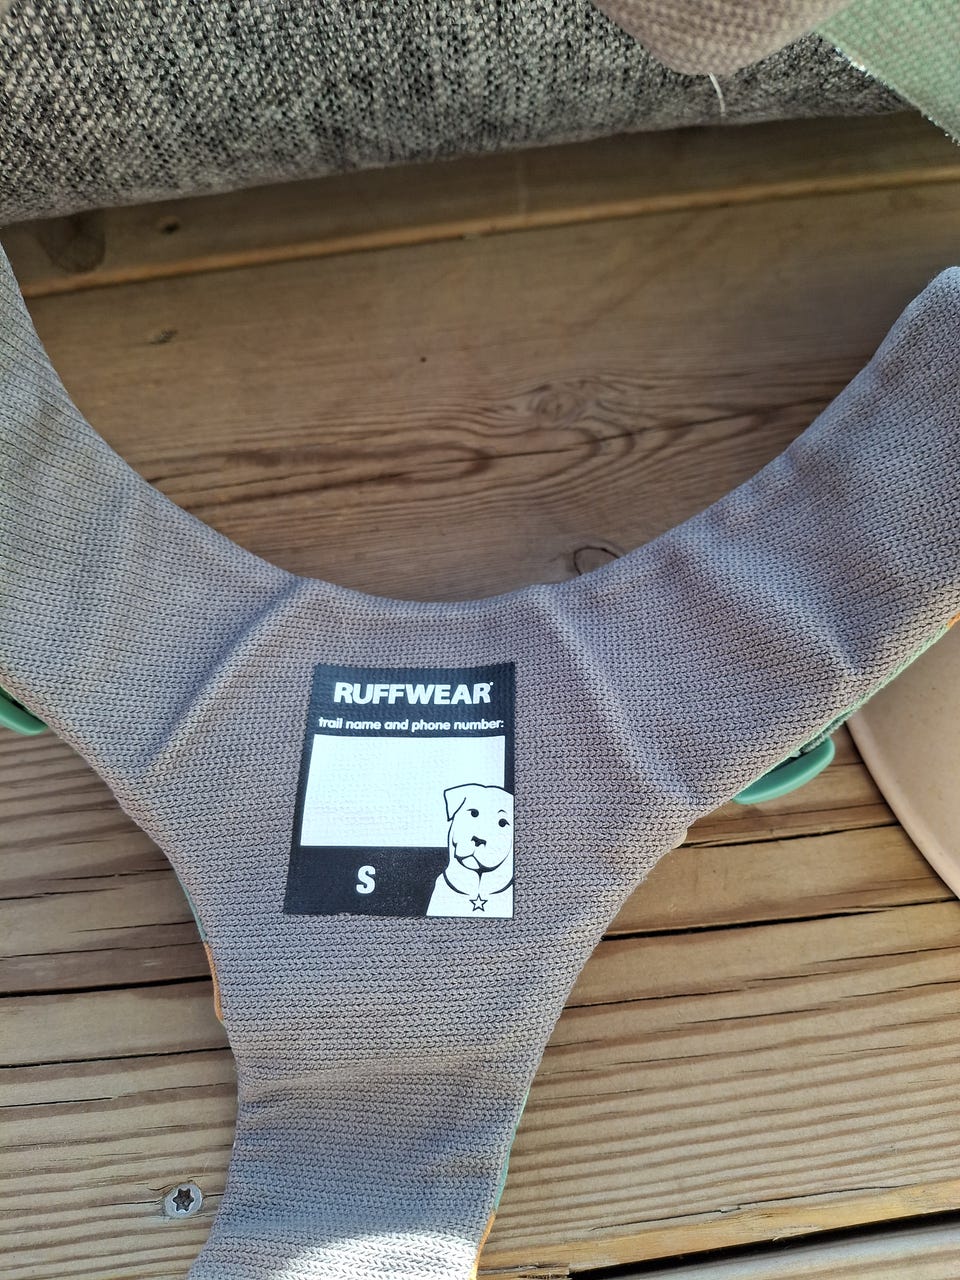 RUFFWEAR
trail name and phone number:
S